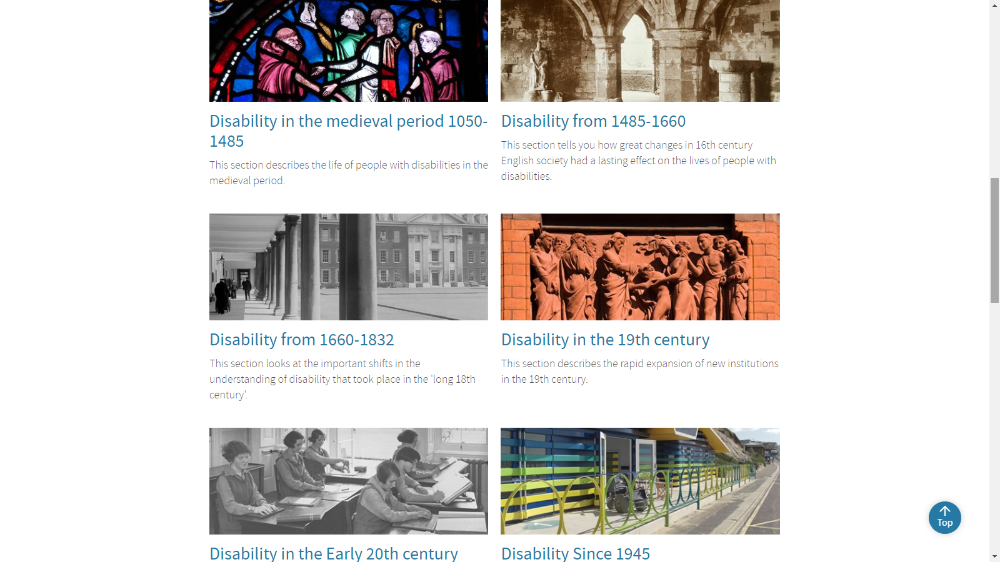 Disability in the medieval period 1050-
1485
This section describes the life of people with disabilities in the
medieval period.
Disability from 1485-1660
This section tells you how great changes in 16th century
English society had a lasting effect on the lives of people with
disabilities.
Disability from 1660-1832
This section looks at the important shifts in the
understanding of disability that took place in the 'long 18th
century'.
Disability in the 19th century
This section describes the rapid expansion of new institutions
in the 19th century.
Disability in the Early 20th century
Disability Since 1945
Top